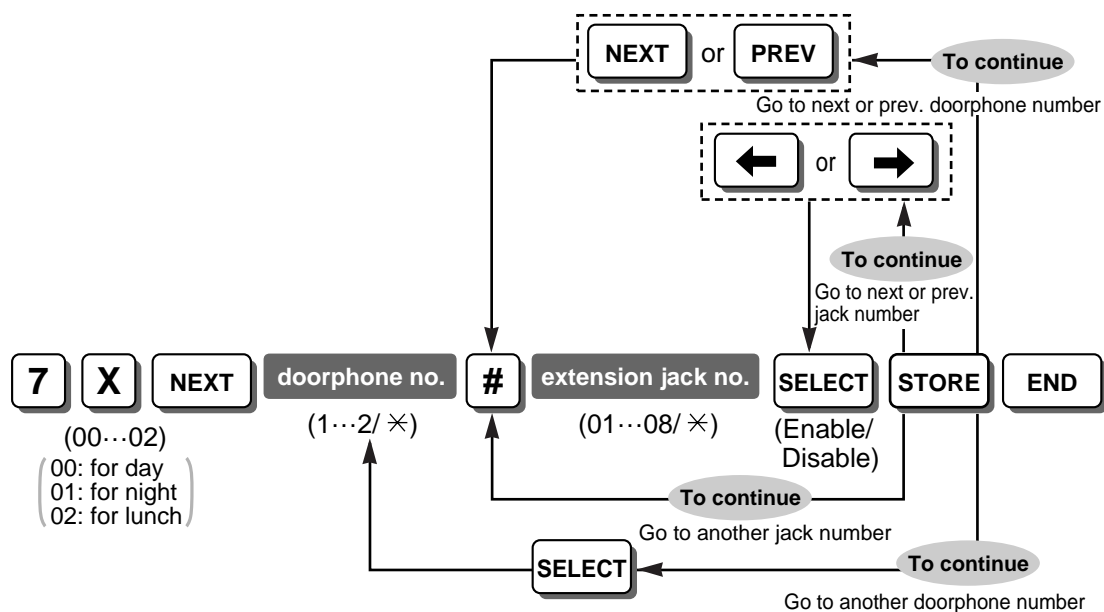 NEXT or PREV
To continue
Go to next or prev. doorphone number
or
To continue
Go to next or prev.
jack number
7 X NEXT doorphone no. # extension jack no. SELECT STORE END
(00···02)
00: for day
01: for night
02: for lunch
(1···2/ ✳)
(01···08/ ✳)
(Enable/
Disable)
To continue
Go to another jack number
SELECT
To continue
Go to another doorphone number